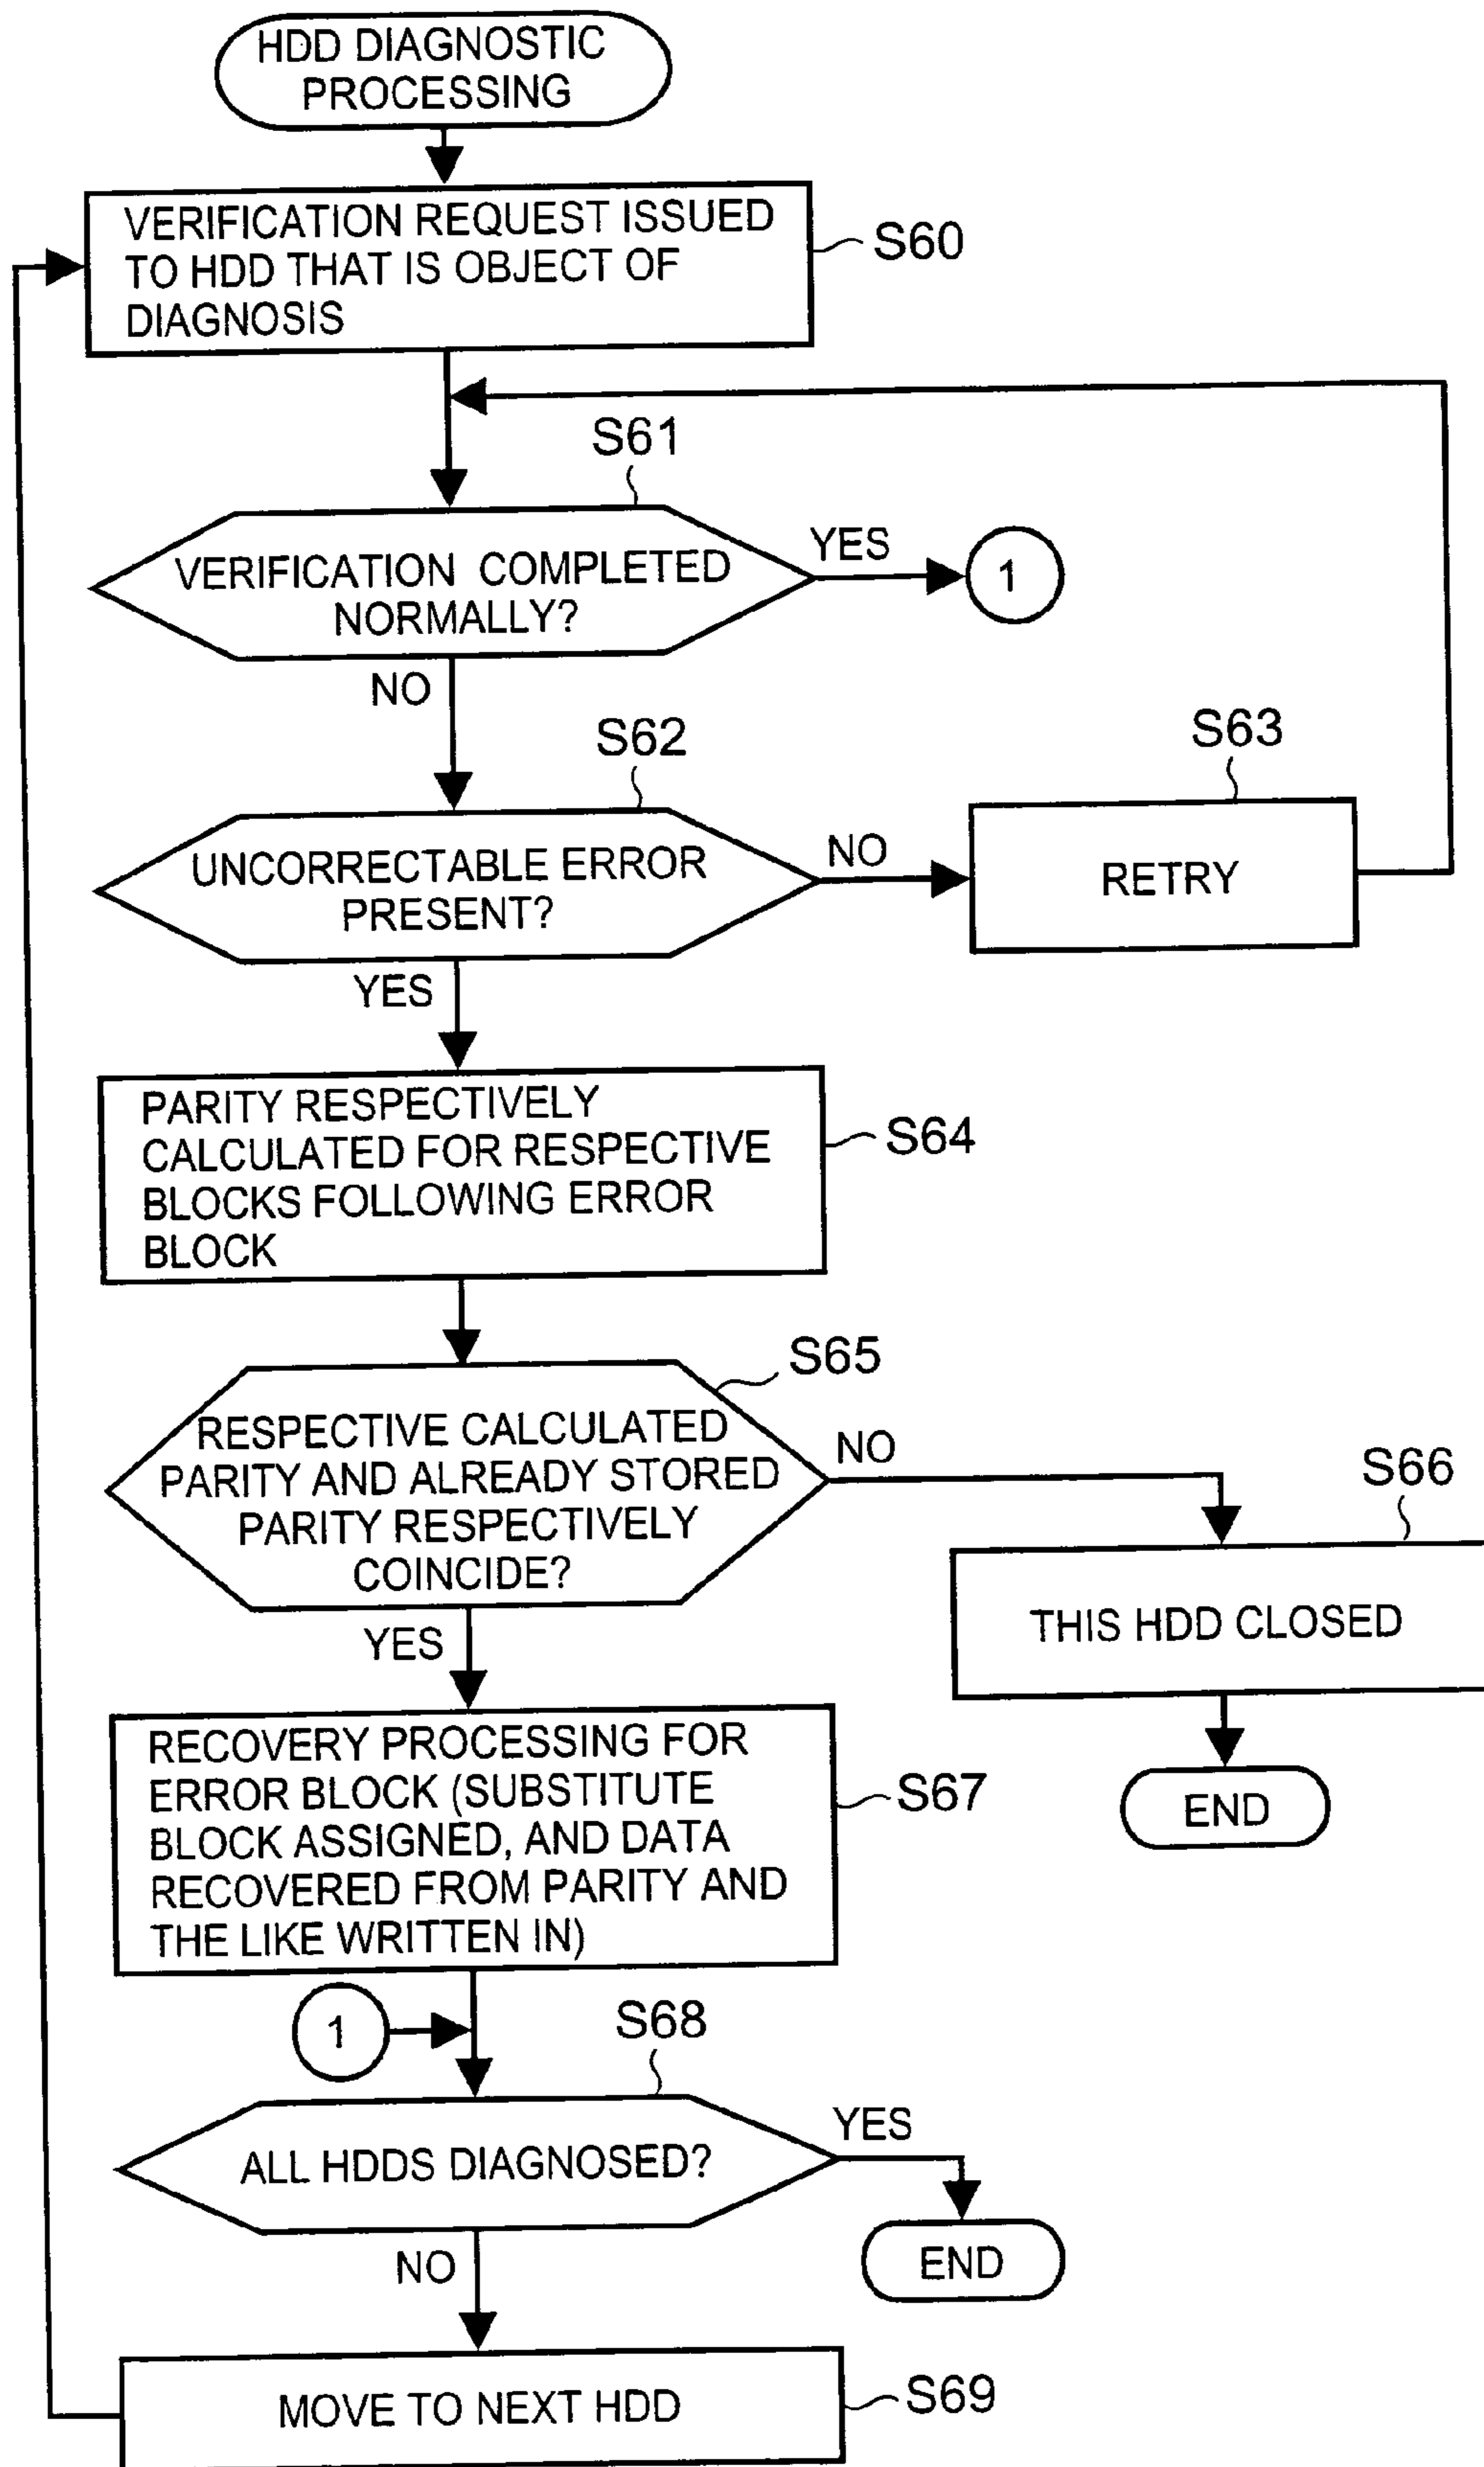 HDD DIAGNOSTIC
PROCESSING
VERIFICATION REQUEST ISSUED
TO HDD THAT IS OBJECT OF
DIAGNOSIS
S60
S61
VERIFICATION COMPLETED
NORMALLY?
YES
1
NO
S62
UNCORRECTABLE ERROR
PRESENT?
NO
S63
RETRY
YES
PARITY RESPECTIVELY
CALCULATED FOR RESPECTIVE
BLOCKS FOLLOWING ERROR
BLOCK
S64
S65
RESPECTIVE CALCULATED
PARITY AND ALREADY STORED
PARITY RESPECTIVELY
COINCIDE?
NO
S66
THIS HDD CLOSED
END
YES
RECOVERY PROCESSING FOR
ERROR BLOCK (SUBSTITUTE
BLOCK ASSIGNED, AND DATA
RECOVERED FROM PARITY AND
THE LIKE WRITTEN IN)
S67
1
S68
ALL HDDS DIAGNOSED?
YES
END
NO
MOVE TO NEXT HDD
S69